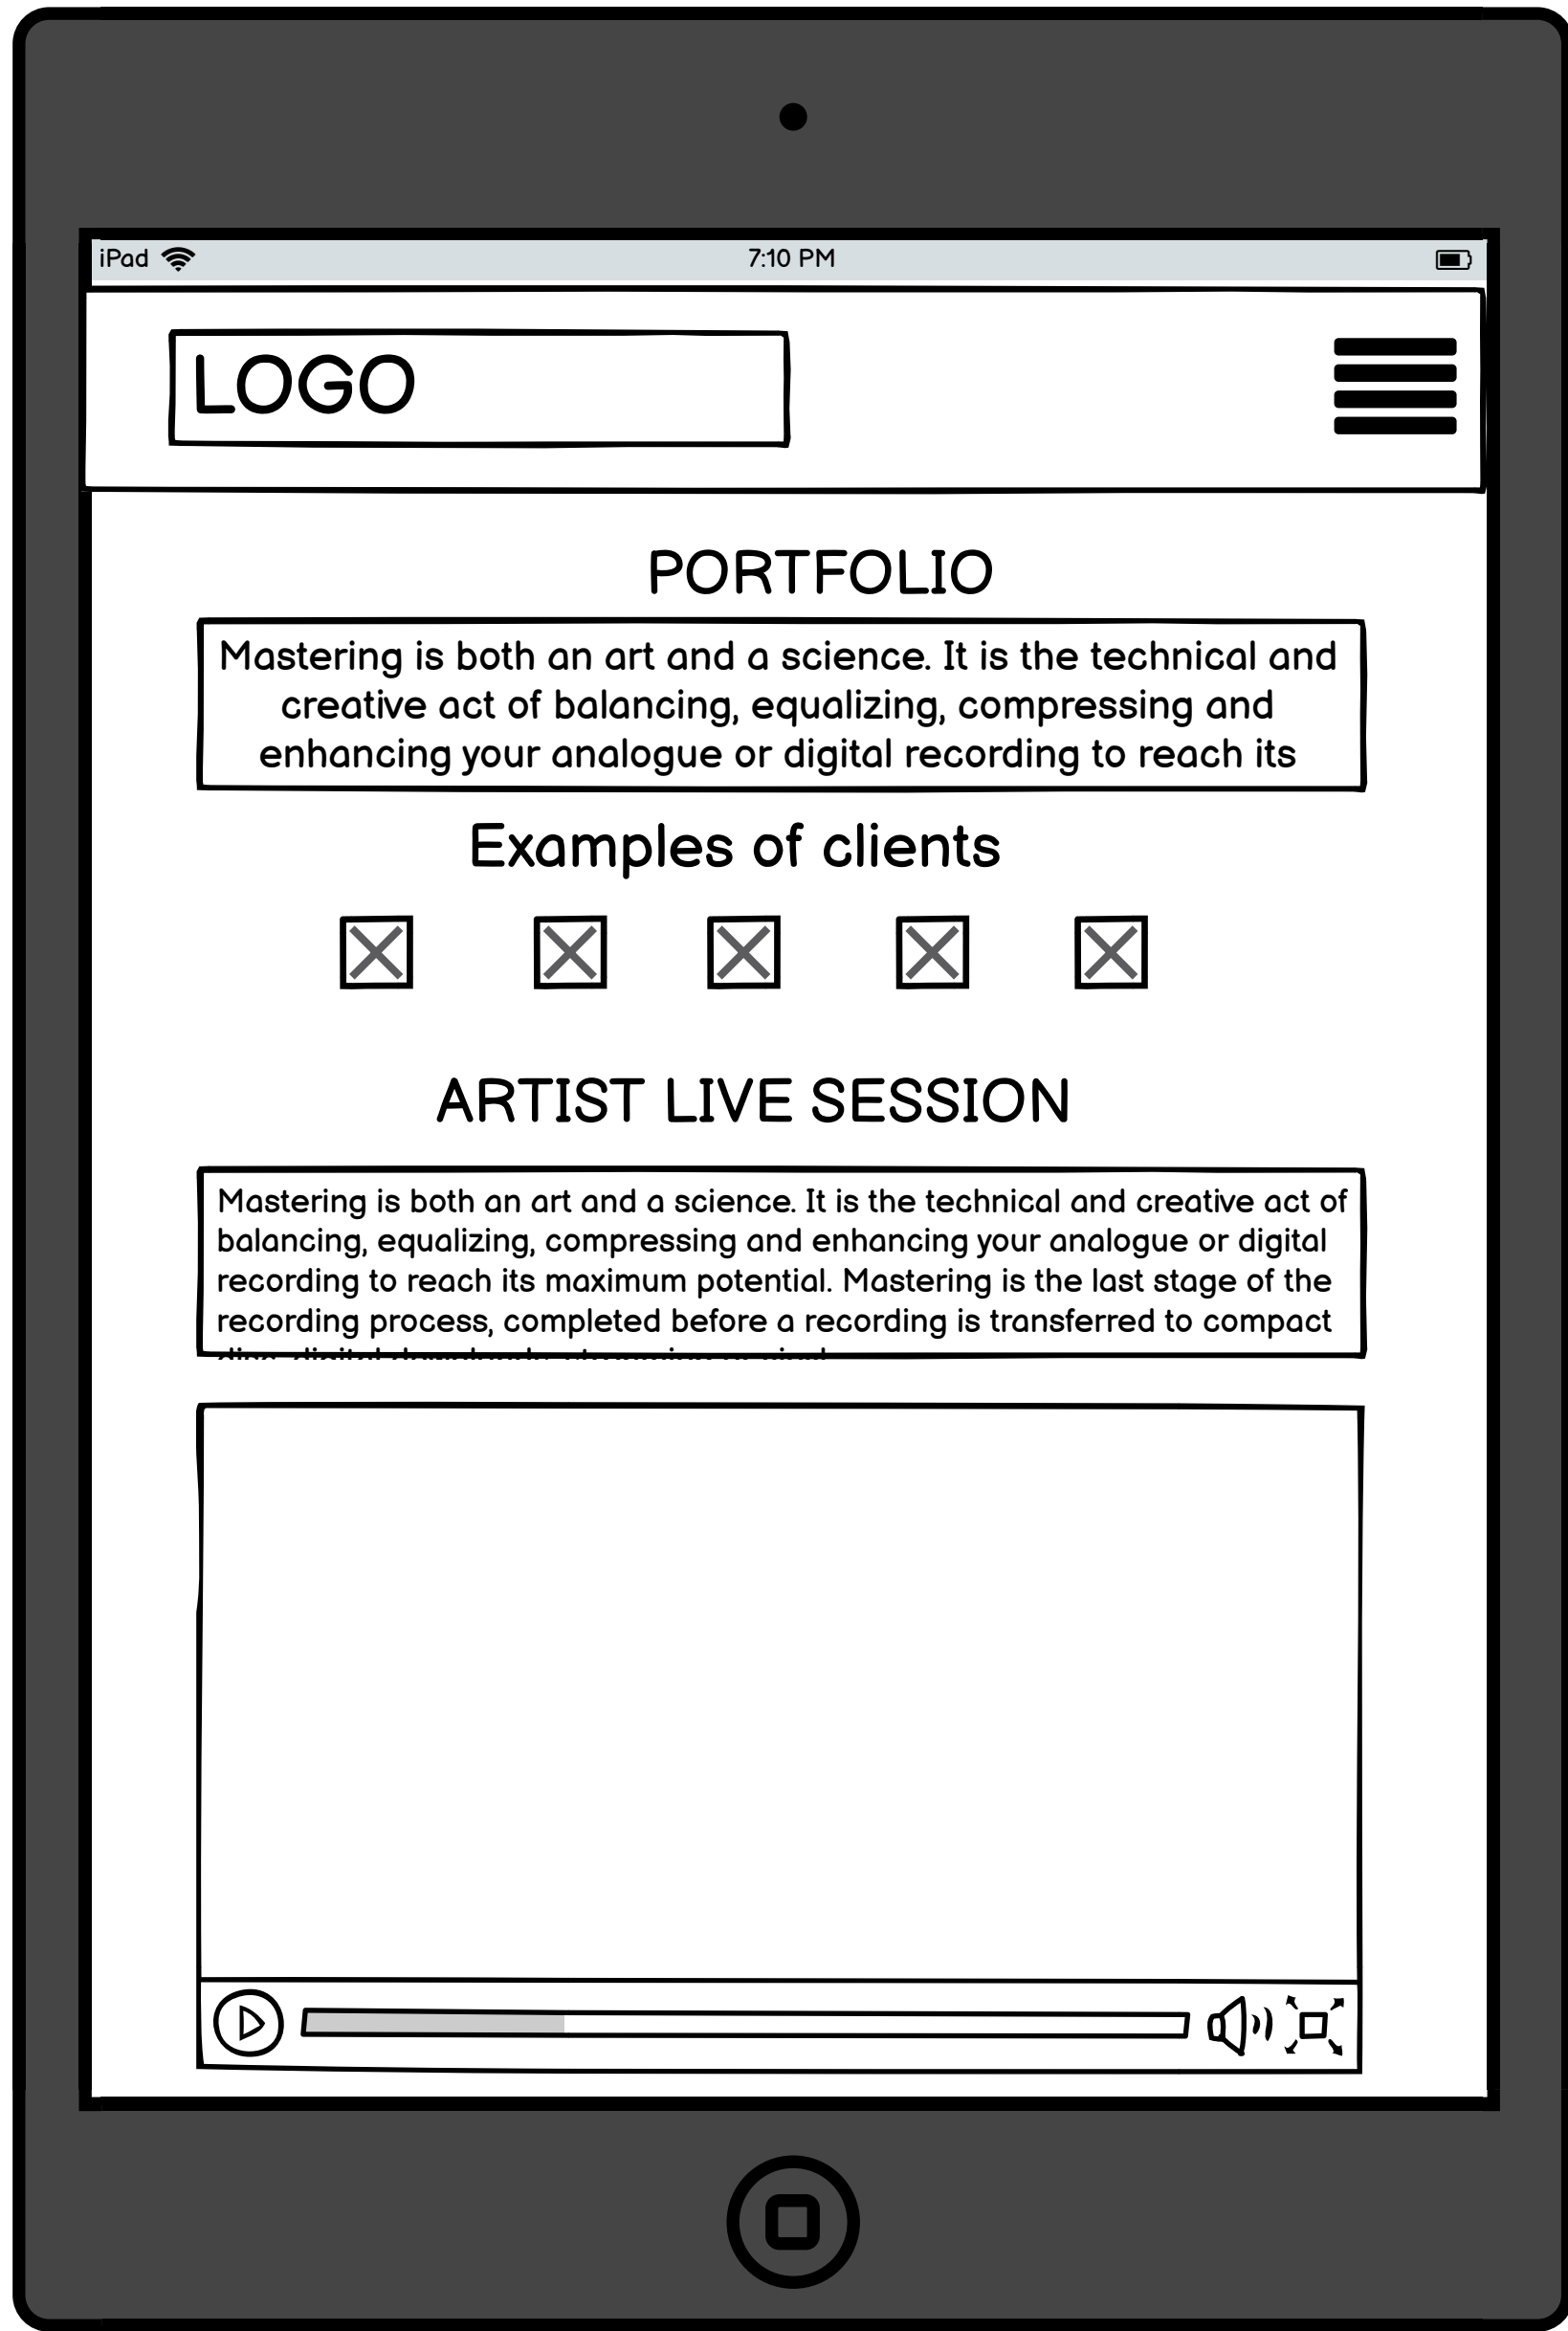 iPad
7:10 PM
LOGO
PORTFOLIO
Mastering is both an art and a science. It is the technical and
creative act of balancing, equalizing, compressing and
enhancing your analogue or digital recording to reach its
Examples of clients
ARTIST LIVE SESSION
Mastering is both an art and a science. It is the technical and creative act of
balancing, equalizing, compressing and enhancing your analogue or digital
recording to reach its maximum potential. Mastering is the last stage of the
recording process, completed before a recording is transferred to compact